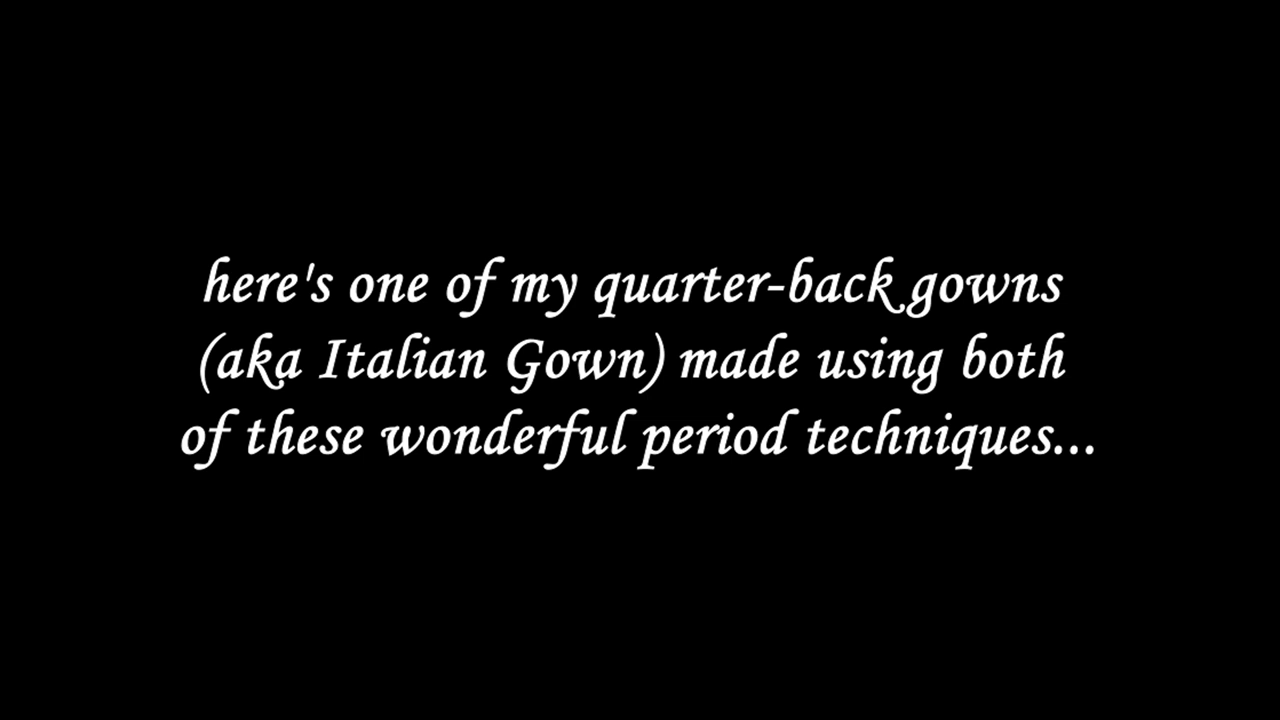 here's one of my quarter-back gowns
(aka Italian Gown) made using both
of these wonderful period techniques...